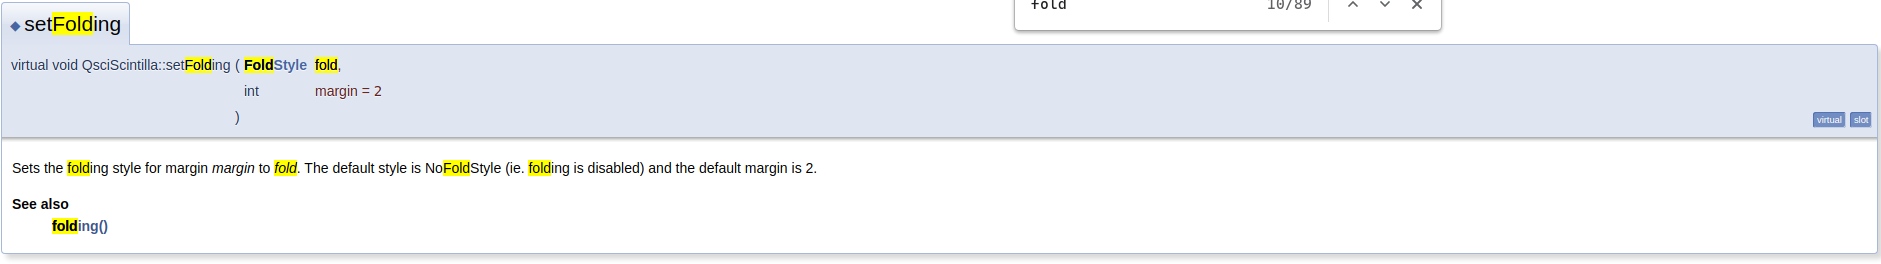 fold 10/89
◆ setFolding
virtual void QsciScintilla::setFolding ( FoldStyle fold,
int margin = 2
)
virtual slot
Sets the folding style for margin margin to fold. The default style is NoFoldStyle (ie. folding is disabled) and the default margin is 2.
See also
folding()